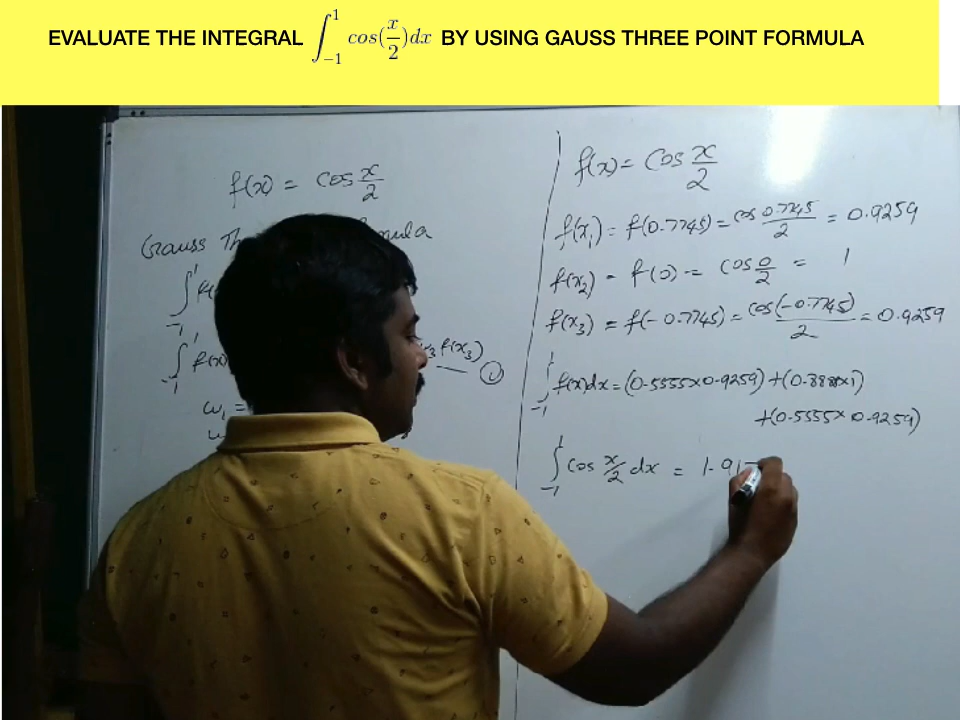 EVALUATE THE INTEGRAL ∫_{-1}^{1} cos(x/2)dx BY USING GAUSS THREE POINT FORMULA
f(x) = cos x/2
Gauss
∫_{-1}^{1}
∫_{-1}^{1} f(x) f(x₃) — ①
w₁ =
f(x) = Cos x/2
f(x₁) = f(0.7745) = cos 0.7745/2 = 0.9259
f(x₂) = f(0) = cos 0/2 = 1
f(x₃) = f(-0.7745) = cos(-0.7745)/2 = 0.9259
∫_{-1}^{1} f(x)dx = (0.5555×0.9259) + (0.888×1)
+(0.5555×0.9259)
∫_{-1}^{1} cos x/2 dx = 1.91